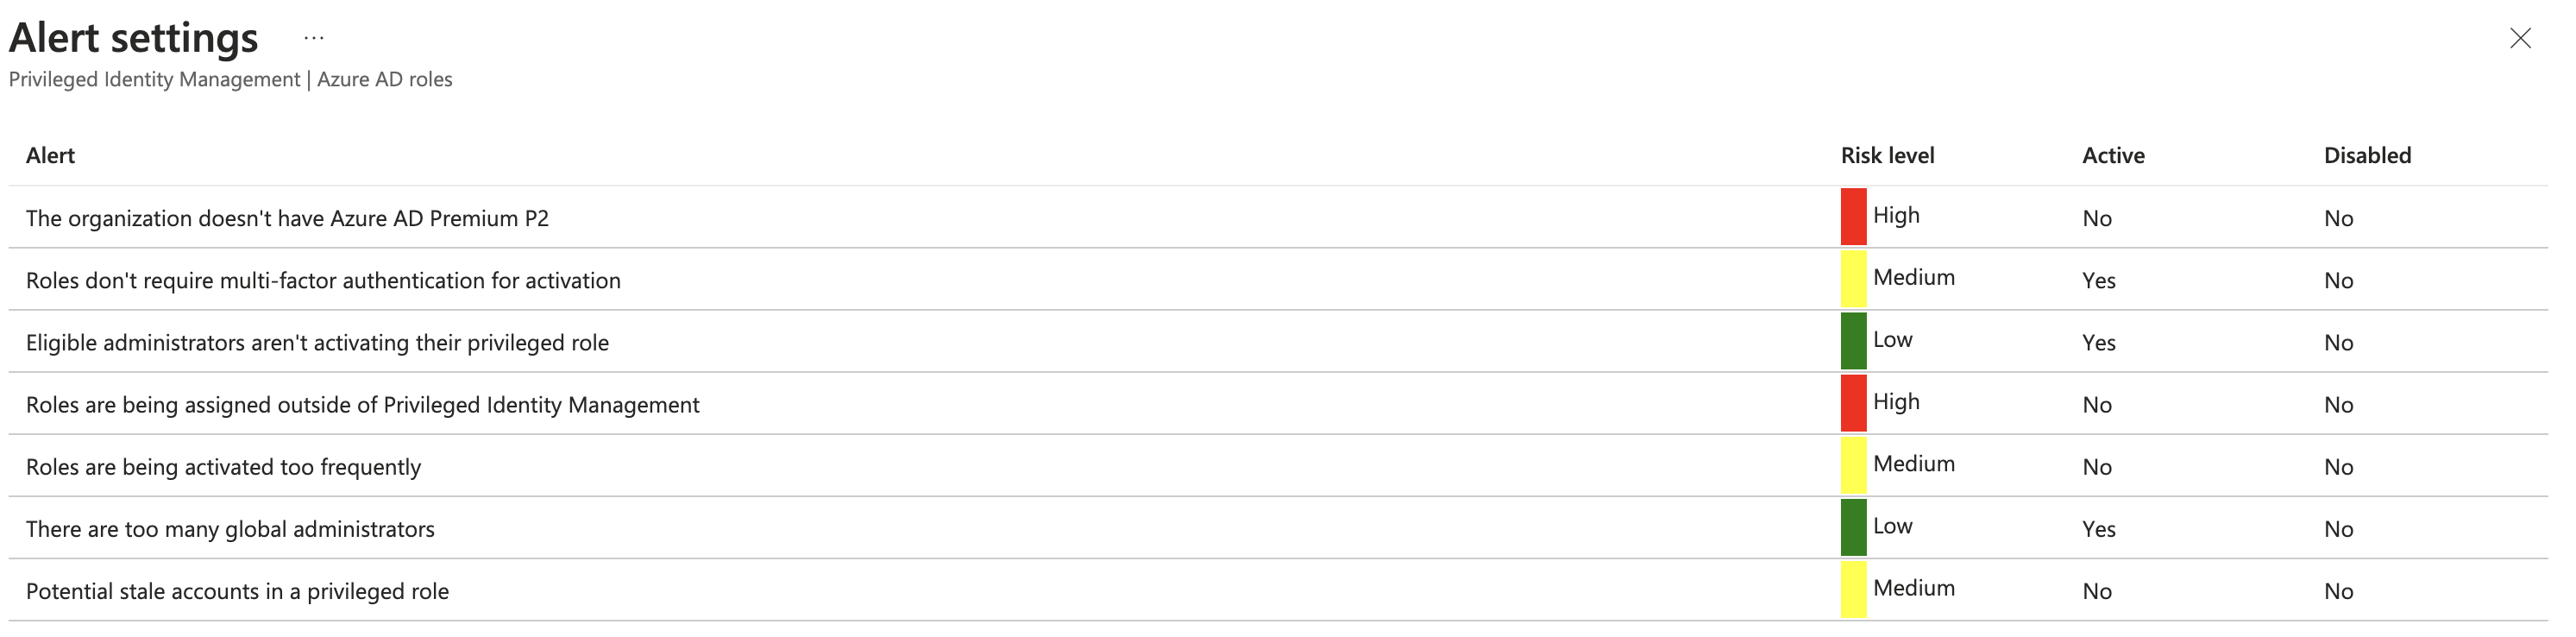 Alert settings ...
Privileged Identity Management | Azure AD roles
Alert Risk level Active Disabled
The organization doesn't have Azure AD Premium P2 High No No
Roles don't require multi-factor authentication for activation Medium Yes No
Eligible administrators aren't activating their privileged role Low Yes No
Roles are being assigned outside of Privileged Identity Management High No No
Roles are being activated too frequently Medium No No
There are too many global administrators Low Yes No
Potential stale accounts in a privileged role Medium No No